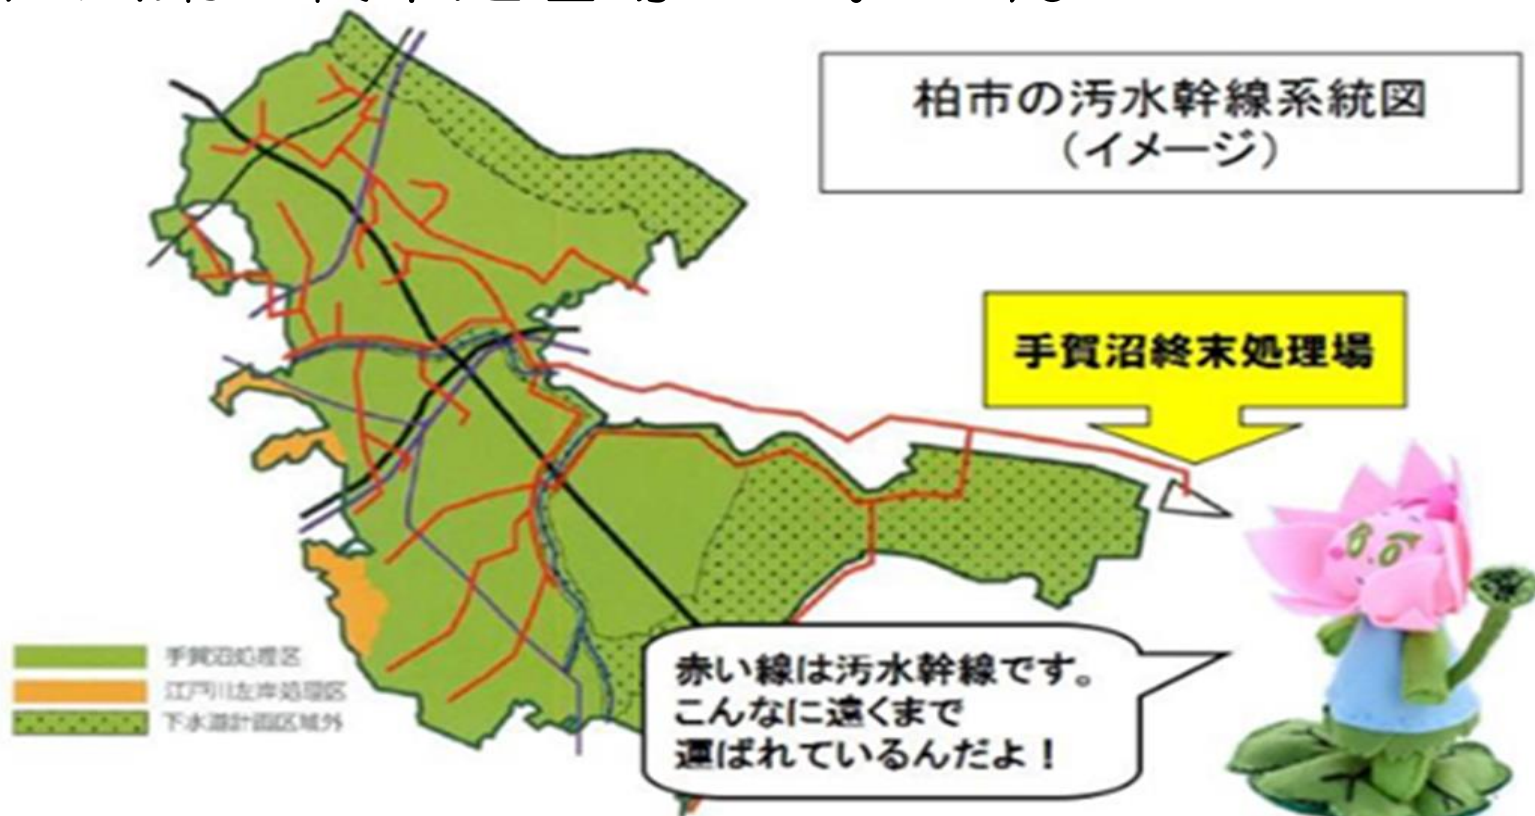 柏市の汚水幹線系統図
（イメージ）
手賀沼終末処理場
手賀沼処理区
江戸川左岸処理区
下水道計画区域外
赤い線は汚水幹線です。
こんなに遠くまで
運ばれているんだよ！